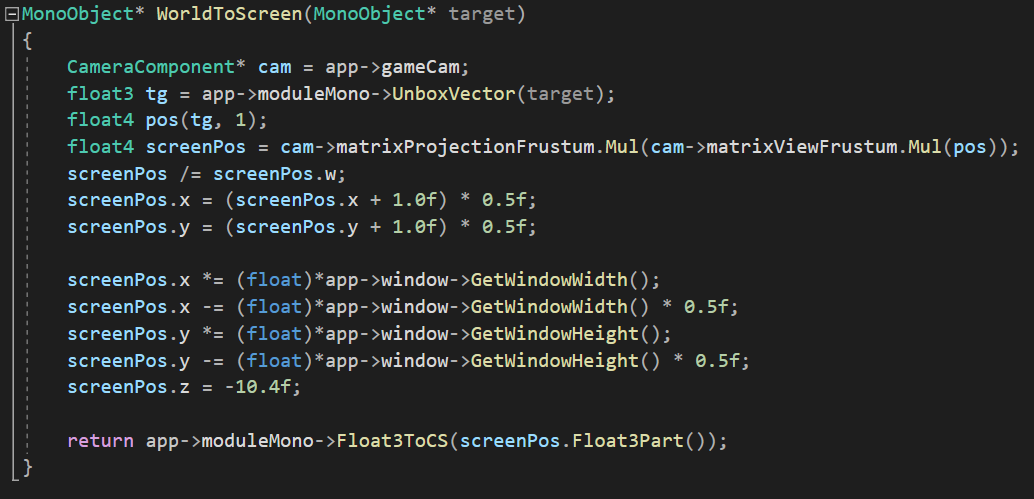 MonoObject* WorldToScreen(MonoObject* target)
{
CameraComponent* cam = app->gameCam;
float3 tg = app->moduleMono->UnboxVector(target);
float4 pos(tg, 1);
float4 screenPos = cam->matrixProjectionFrustum.Mul(cam->matrixViewFrustum.Mul(pos));
screenPos /= screenPos.w;
screenPos.x = (screenPos.x + 1.0f) * 0.5f;
screenPos.y = (screenPos.y + 1.0f) * 0.5f;
screenPos.x *= (float)*app->window->GetWindowWidth();
screenPos.x -= (float)*app->window->GetWindowWidth() * 0.5f;
screenPos.y *= (float)*app->window->GetWindowHeight();
screenPos.y -= (float)*app->window->GetWindowHeight() * 0.5f;
screenPos.z = -10.4f;
return app->moduleMono->Float3ToCS(screenPos.Float3Part());
}